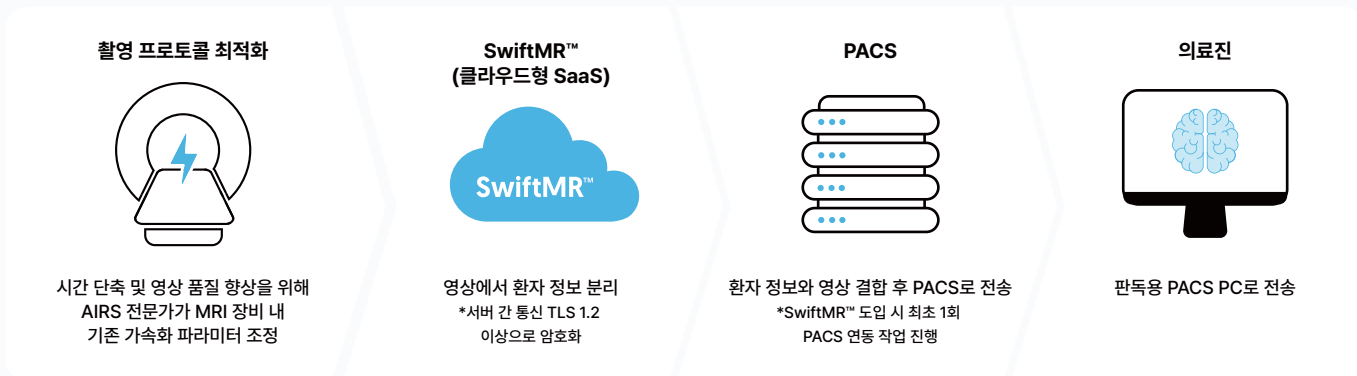 촬영 프로토콜 최적화
시간 단축 및 영상 품질 향상을 위해
AIRS 전문가가 MRI 장비 내
기존 가속화 파라미터 조정
SwiftMR™
(클라우드형 SaaS)
SwiftMR™
영상에서 환자 정보 분리
*서버 간 통신 TLS 1.2
이상으로 암호화
PACS
환자 정보와 영상 결합 후 PACS로 전송
*SwiftMR™ 도입 시 최초 1회
PACS 연동 작업 진행
의료진
판독용 PACS PC로 전송